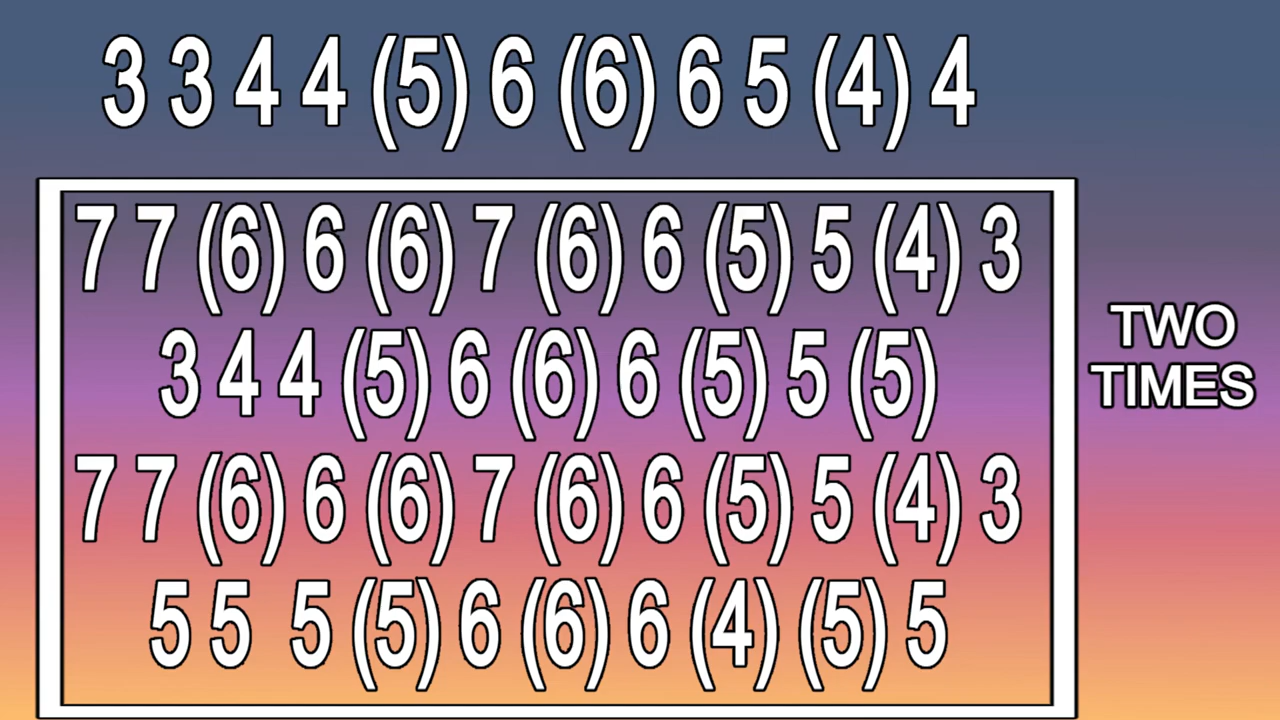 3 3 4 4 (5) 6 (6) 6 5 (4) 4
7 7 (6) 6 (6) 7 (6) 6 (5) 5 (4) 3
3 4 4 (5) 6 (6) 6 (5) 5 (5)
7 7 (6) 6 (6) 7 (6) 6 (5) 5 (4) 3
5 5 5 (5) 6 (6) 6 (4) (5) 5
TWO
TIMES